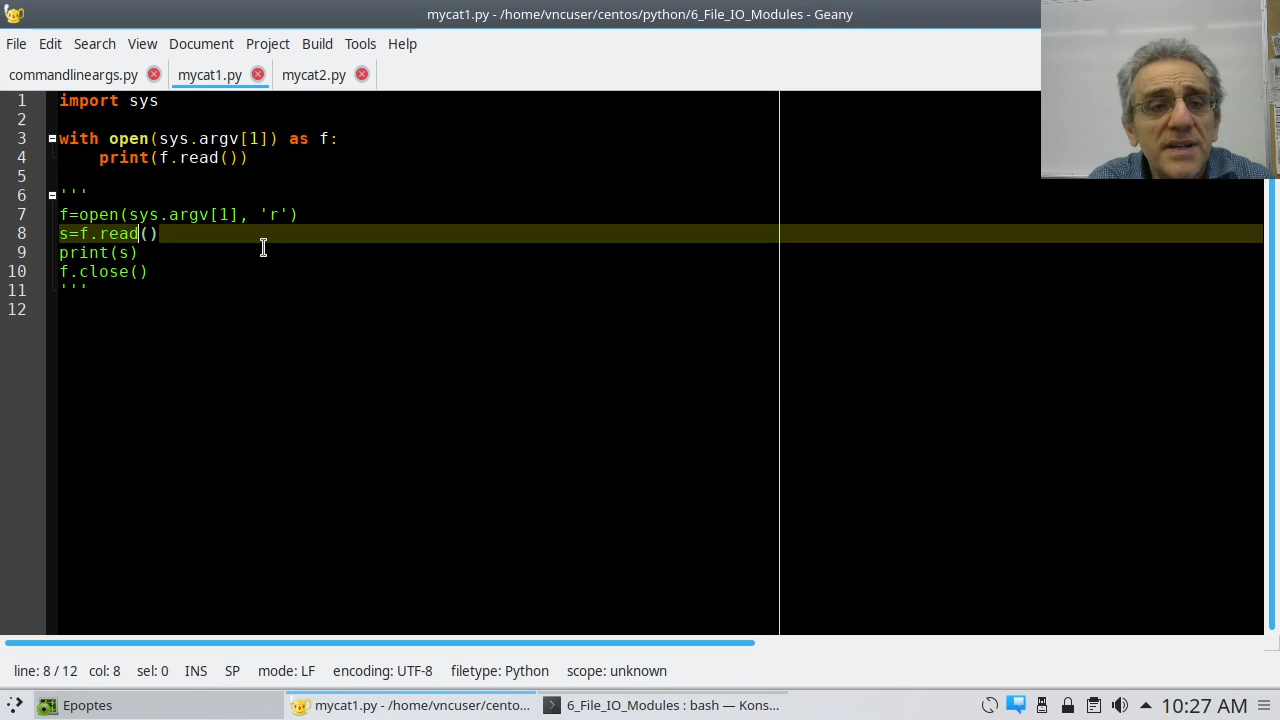 mycat1.py - /home/vncuser/centos/python/6_File_IO_Modules - Geany
File Edit Search View Document Project Build Tools Help
commandlineargs.py mycat1.py mycat2.py
1 import sys
2
3 with open(sys.argv[1]) as f:
4     print(f.read())
5
6 '''
7 f=open(sys.argv[1], 'r')
8 s=f.read()
9 print(s)
10 f.close()
11 '''
12
line: 8 / 12 col: 8 sel: 0 INS SP mode: LF encoding: UTF-8 filetype: Python scope: unknown
Epoptes mycat1.py - /home/vncuser/cento... 6_File_IO_Modules : bash — Kons... 10:27 AM